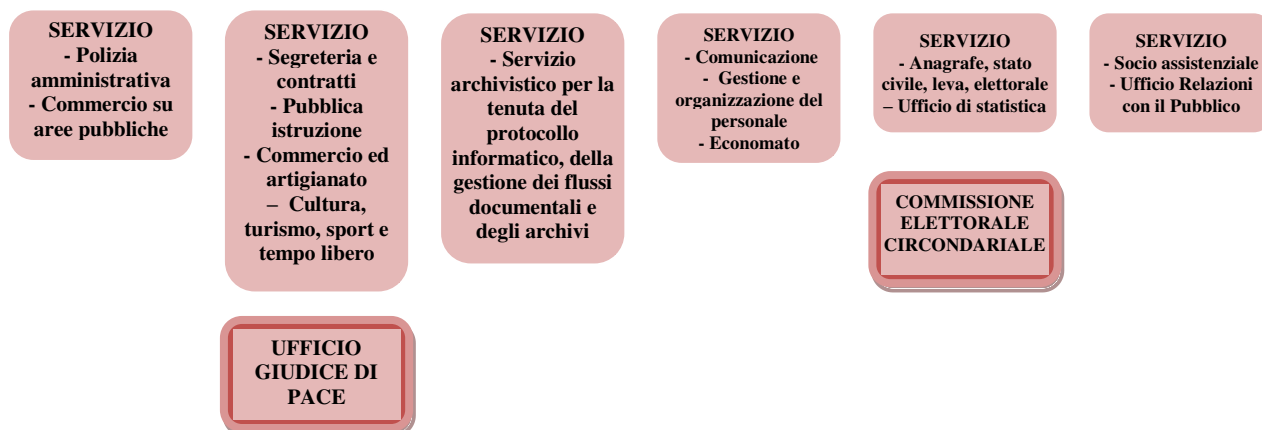 SERVIZIO
- Polizia
amministrativa
- Commercio su
aree pubbliche
SERVIZIO
- Segreteria e
contratti
- Pubblica
istruzione
- Commercio ed
artigianato
– Cultura,
turismo, sport e
tempo libero
SERVIZIO
- Servizio
archivistico per la
tenuta del
protocollo
informatico, della
gestione dei flussi
documentali e
degli archivi
SERVIZIO
- Comunicazione
- Gestione e
organizzazione del
personale
- Economato
SERVIZIO
- Anagrafe, stato
civile, leva, elettorale
– Ufficio di statistica
SERVIZIO
- Socio assistenziale
- Ufficio Relazioni
con il Pubblico
UFFICIO
GIUDICE DI
PACE
COMMISSIONE
ELETTORALE
CIRCONDARIALE